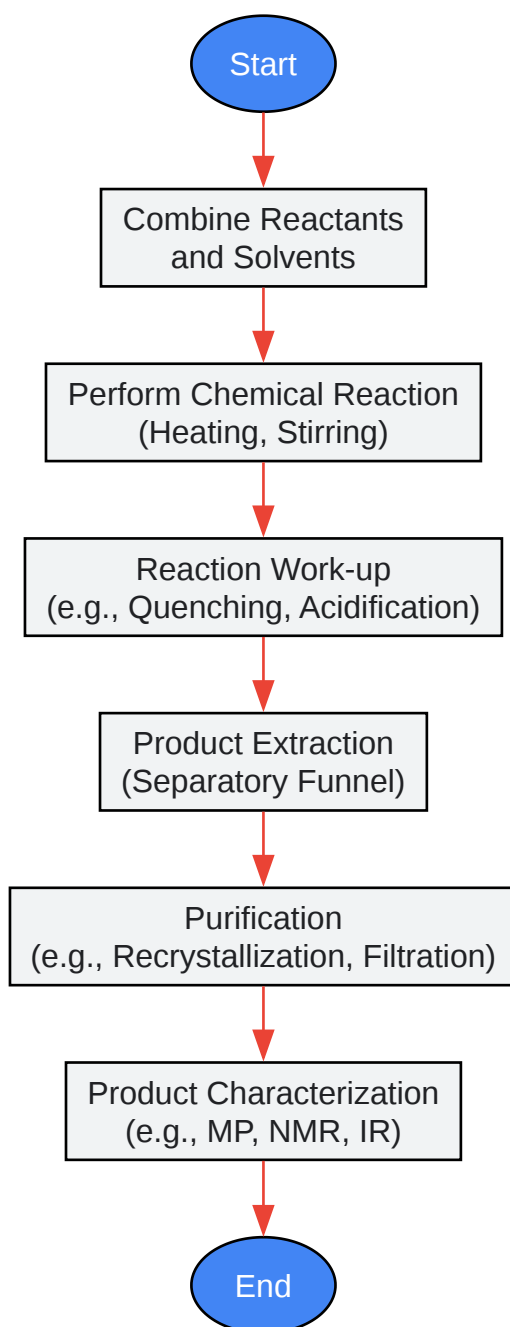 Start
Combine Reactants
and Solvents
Perform Chemical Reaction
(Heating, Stirring)
Reaction Work-up
(e.g., Quenching, Acidification)
Product Extraction
(Separatory Funnel)
Purification
(e.g., Recrystallization, Filtration)
Product Characterization
(e.g., MP, NMR, IR)
End